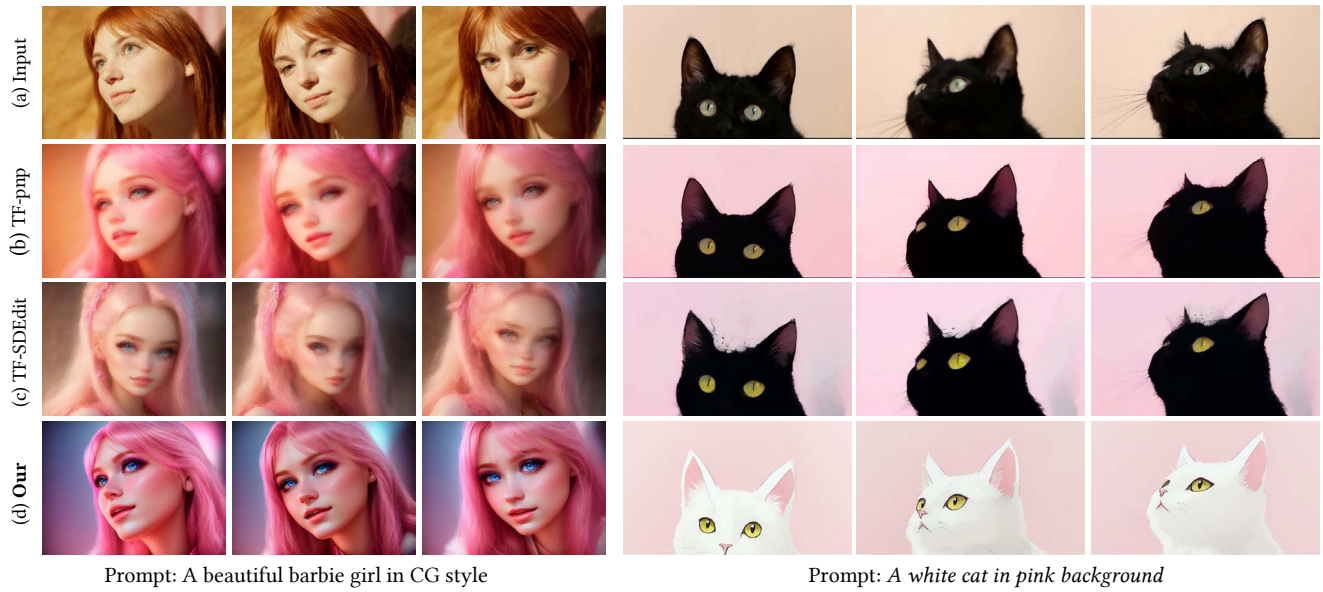 (a) Input
(b) TF-pnp
(c) TF-SDEdit
(d) Our
Prompt: A beautiful barbie girl in CG style
Prompt: A white cat in pink background